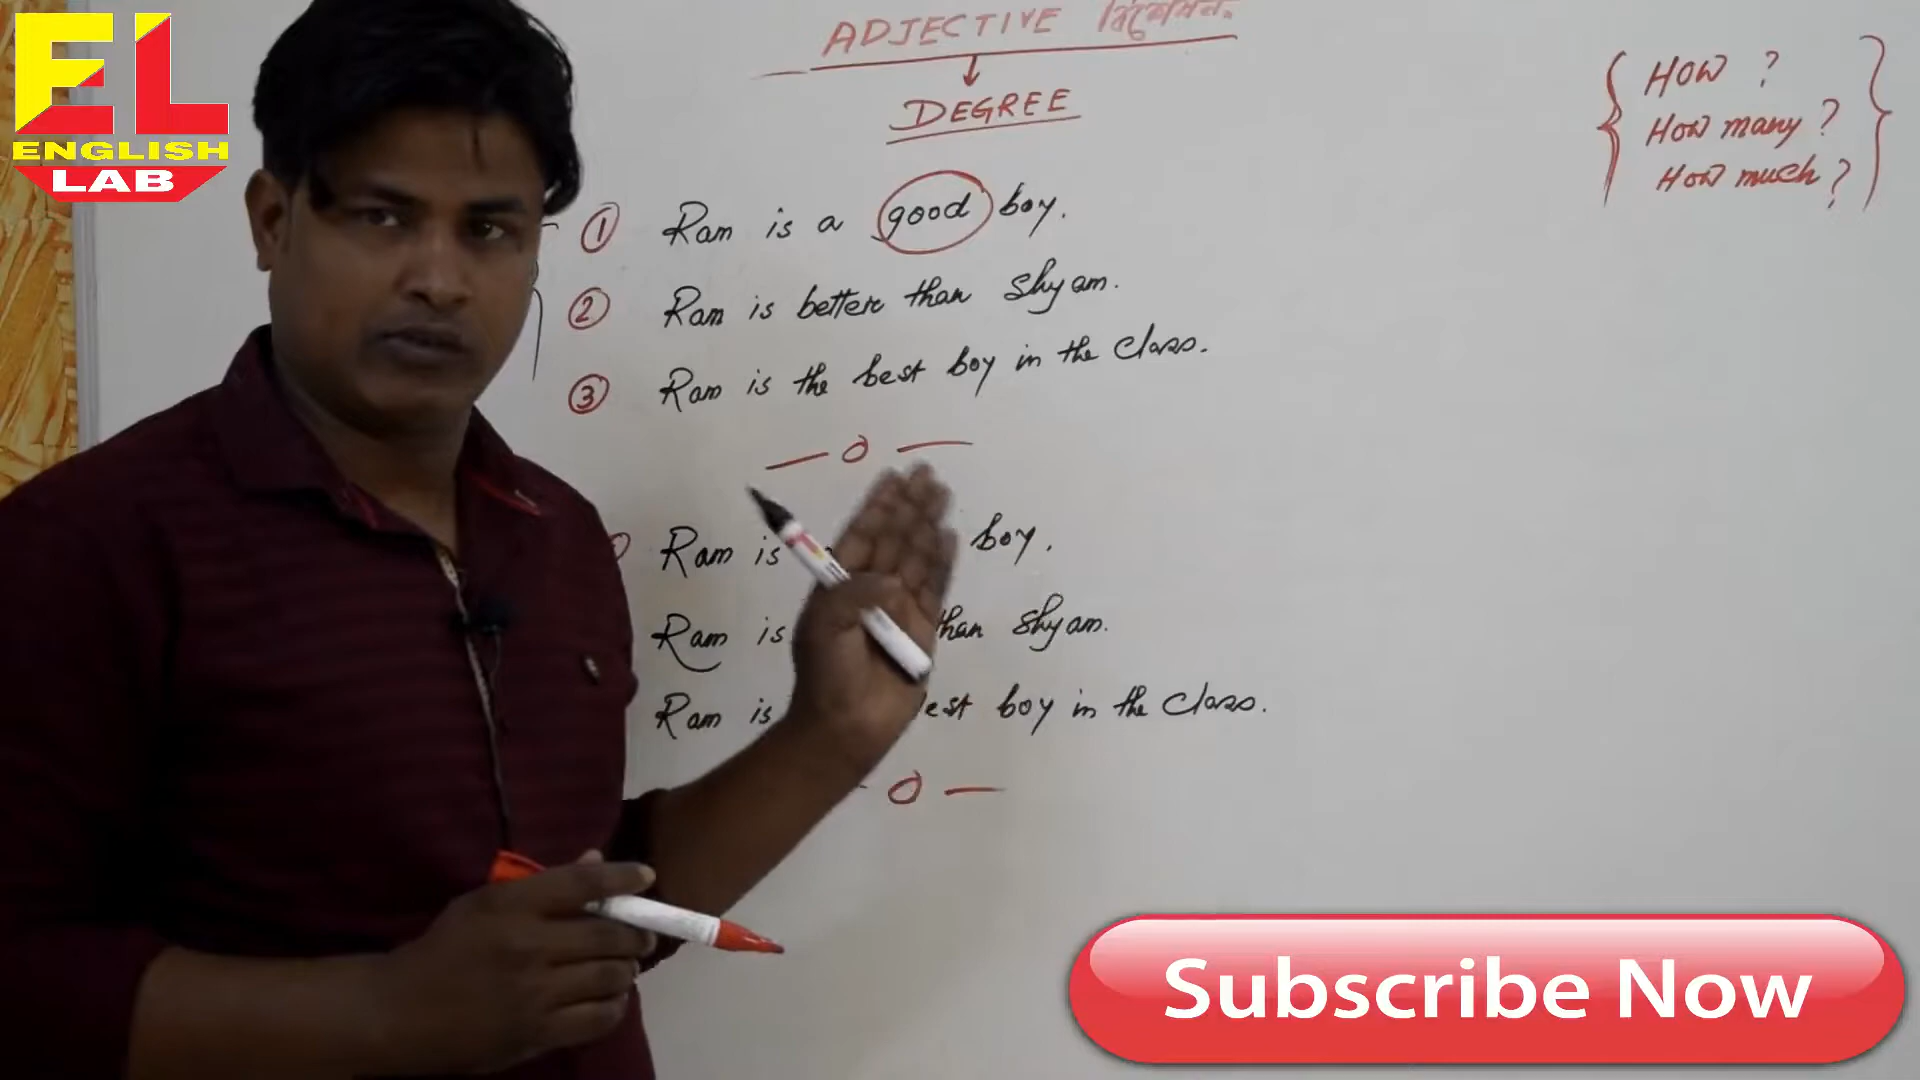 EL
ENGLISH
LAB
ADJECTIVE বিশেষণ
DEGREE
HOW ?
HOW many ?
HOW much ?
1 Ram is a good boy.
2 Ram is better than Shyam.
3 Ram is the best boy in the class.
Ram is boy.
Ram is than Shyam.
Ram is boy in the class.
Subscribe Now